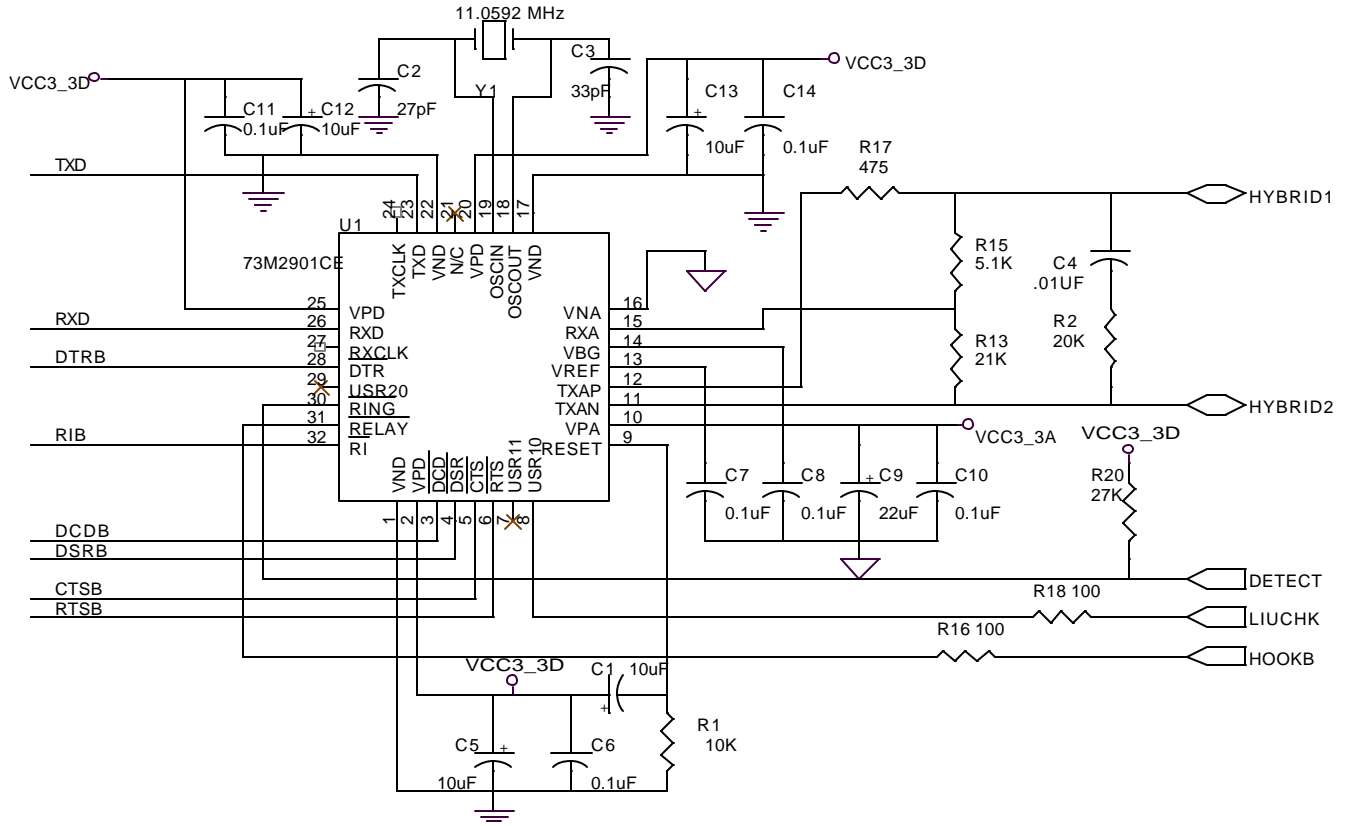 11.0592 MHz
VCC3_3D
C2
27pF
Y1
C3
33pF
VCC3_3D
C11
0.1uF
C12
10uF
C13
10uF
C14
0.1uF
TXD
R17
475
HYBRID1
24 23 22 21 20 19 18 17
U1
73M2901CE
TXCLK TXD VND N/C VPD OSCIN OSCOUT VND
R15
5.1K
C4
.01UF
R13
21K
R2
20K
25 VPD
RXD 26 RXD
27 RXCLK
DTRB 28 DTR
29 USR20
30 RING
31 RELAY
RIB 32 RI
VNA 16
RXA 15
VBG 14
VREF 13
TXAP 12
TXAN 11
VPA 10
RESET 9
HYBRID2
VCC3_3A
VCC3_3D
R20
27K
VND VPD DCD DSR CTS RTS USR11 USR10
1 2 3 4 5 6 7 8
C7
0.1uF
C8
0.1uF
C9
22uF
C10
0.1uF
DCDB
DSRB
CTSB
RTSB
DETECT
R18 100
LIUCHK
R16 100
HOOKB
VCC3_3D
C1 10uF
C5
10uF
C6
0.1uF
R1
10K